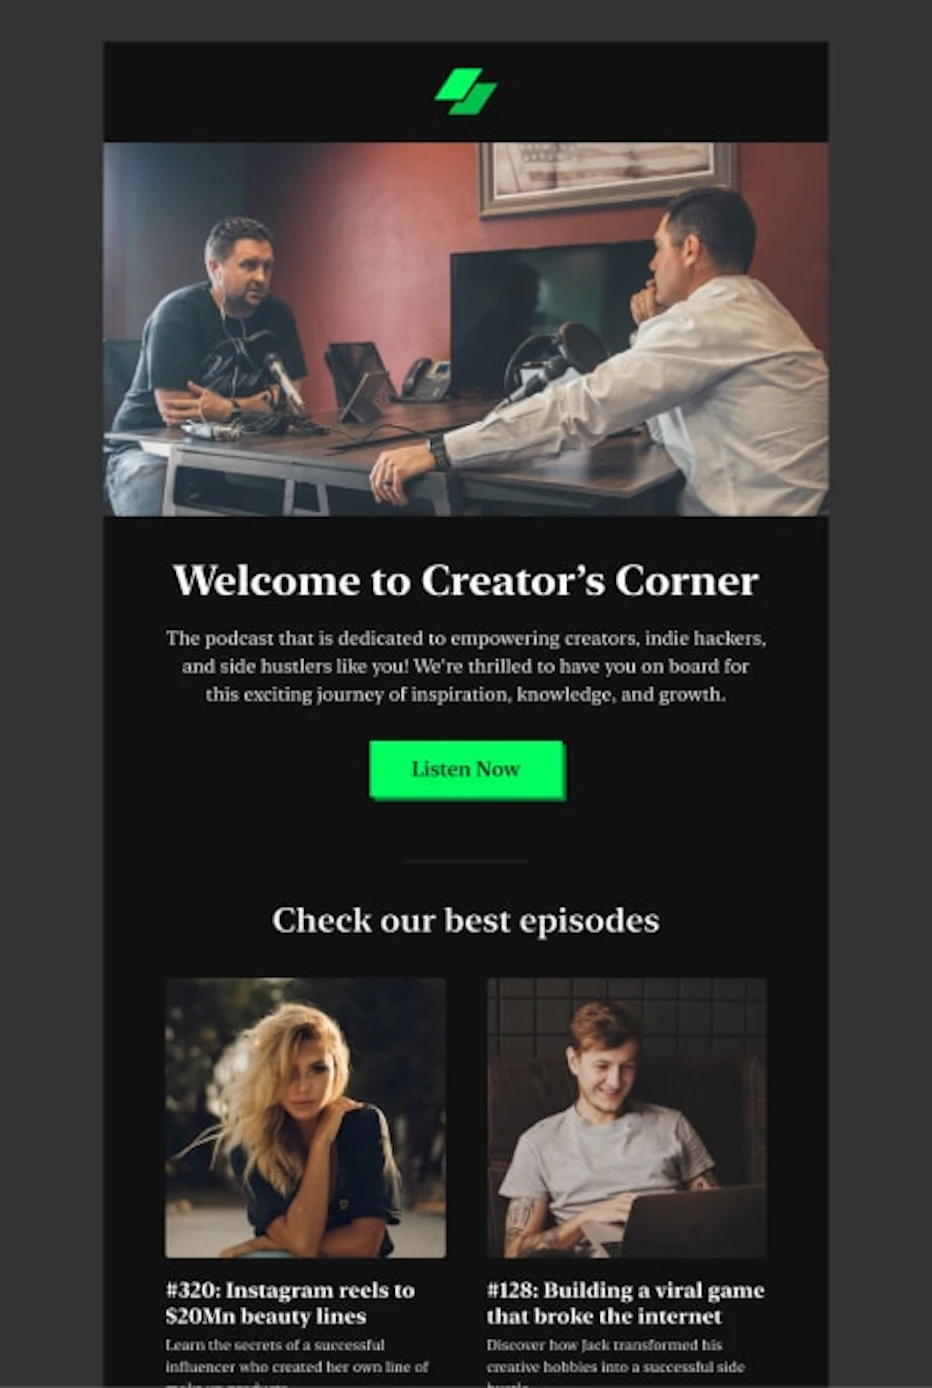 Welcome to Creator’s Corner
The podcast that is dedicated to empowering creators, indie hackers,
and side hustlers like you! We're thrilled to have you on board for
this exciting journey of inspiration, knowledge, and growth.
Listen Now
Check our best episodes
#320: Instagram reels to
$20Mn beauty lines
Learn the secrets of a successful
influencer who created her own line of
#128: Building a viral game
that broke the internet
Discover how Jack transformed his
creative hobbies into a successful side